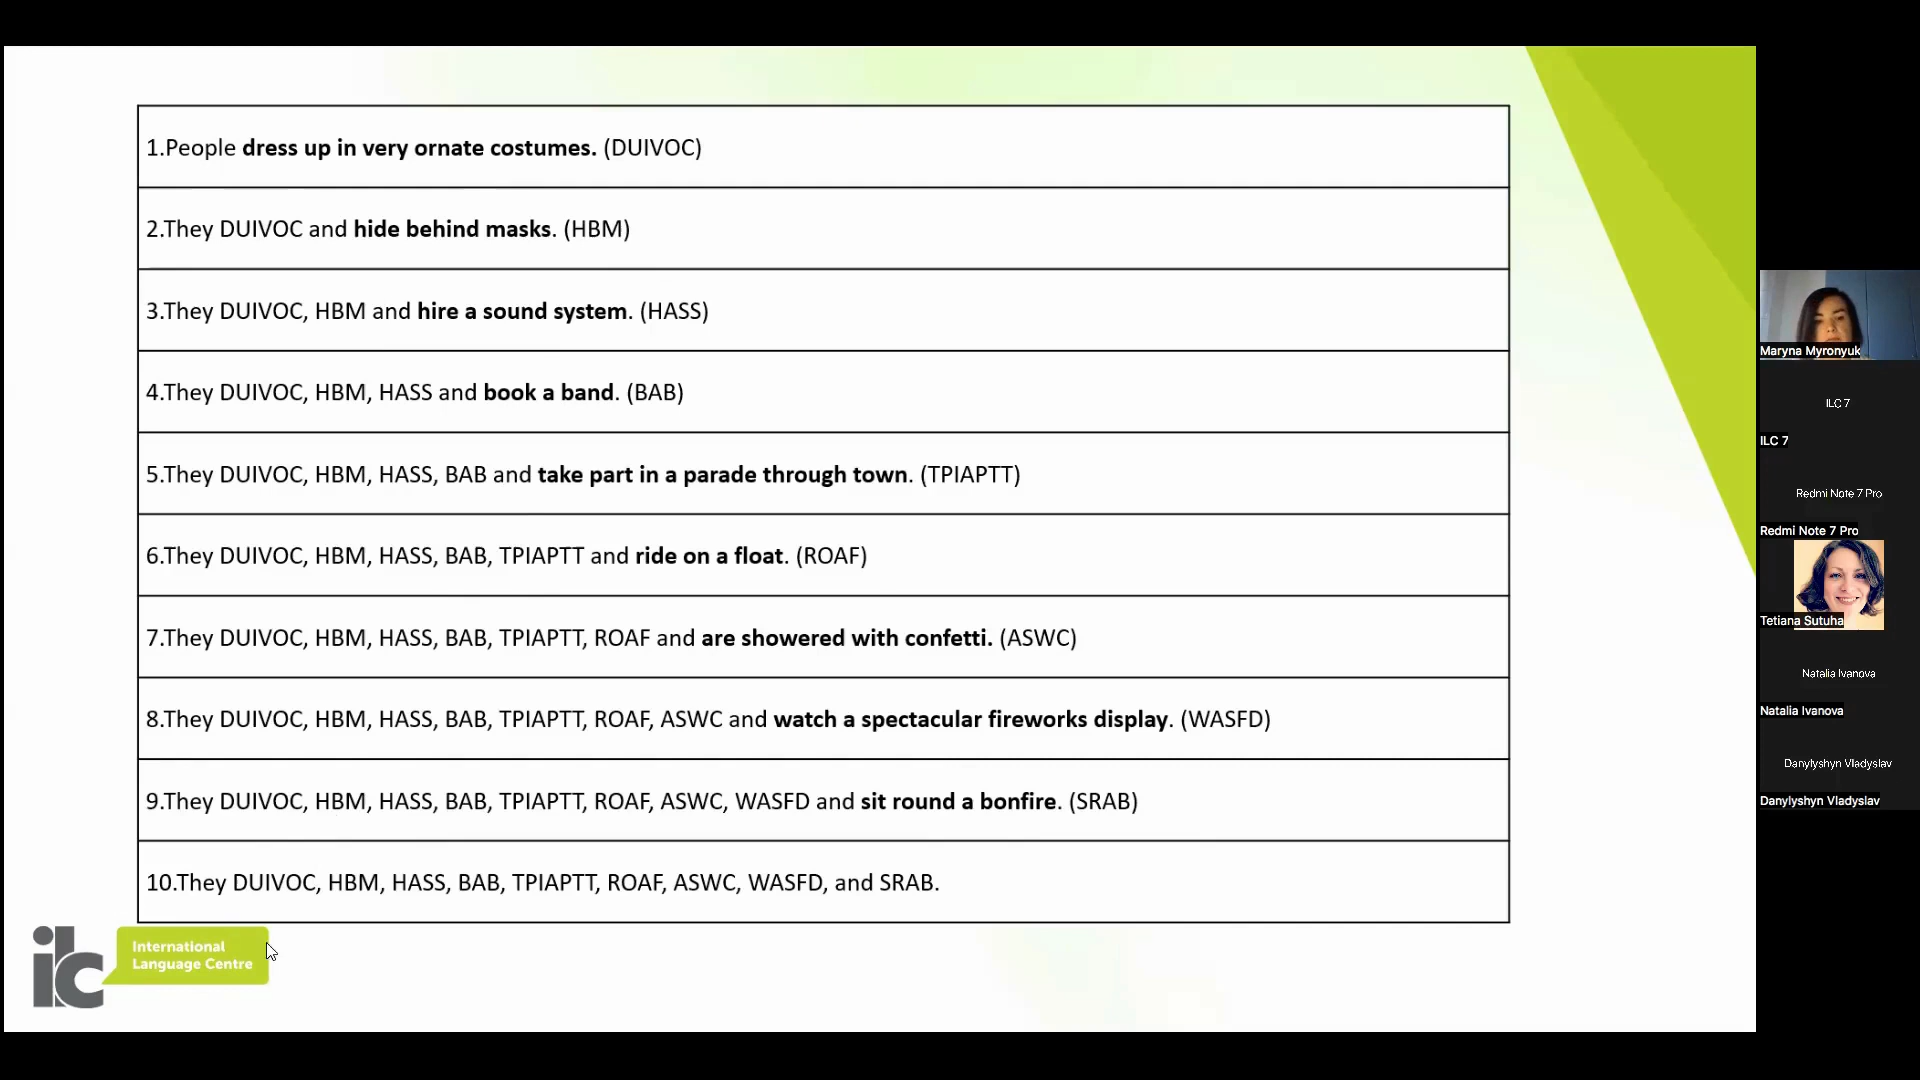 1.People dress up in very ornate costumes. (DUIVOC)
2.They DUIVOC and hide behind masks. (HBM)
3.They DUIVOC, HBM and hire a sound system. (HASS)
4.They DUIVOC, HBM, HASS and book a band. (BAB)
5.They DUIVOC, HBM, HASS, BAB and take part in a parade through town. (TPIAPTT)
6.They DUIVOC, HBM, HASS, BAB, TPIAPTT and ride on a float. (ROAF)
7.They DUIVOC, HBM, HASS, BAB, TPIAPTT, ROAF and are showered with confetti. (ASWC)
8.They DUIVOC, HBM, HASS, BAB, TPIAPTT, ROAF, ASWC and watch a spectacular fireworks display. (WASFD)
9.They DUIVOC, HBM, HASS, BAB, TPIAPTT, ROAF, ASWC, WASFD and sit round a bonfire. (SRAB)
10.They DUIVOC, HBM, HASS, BAB, TPIAPTT, ROAF, ASWC, WASFD, and SRAB.
ilc
International
Language Centre
Maryna Myronyuk
ILC 7
ILC 7
Redmi Note 7 Pro
Redmi Note 7 Pro
Tetiana Sutuha
Natalia Ivanova
Natalia Ivanova
Danylyshyn Vladyslav
Danylyshyn Vladyslav